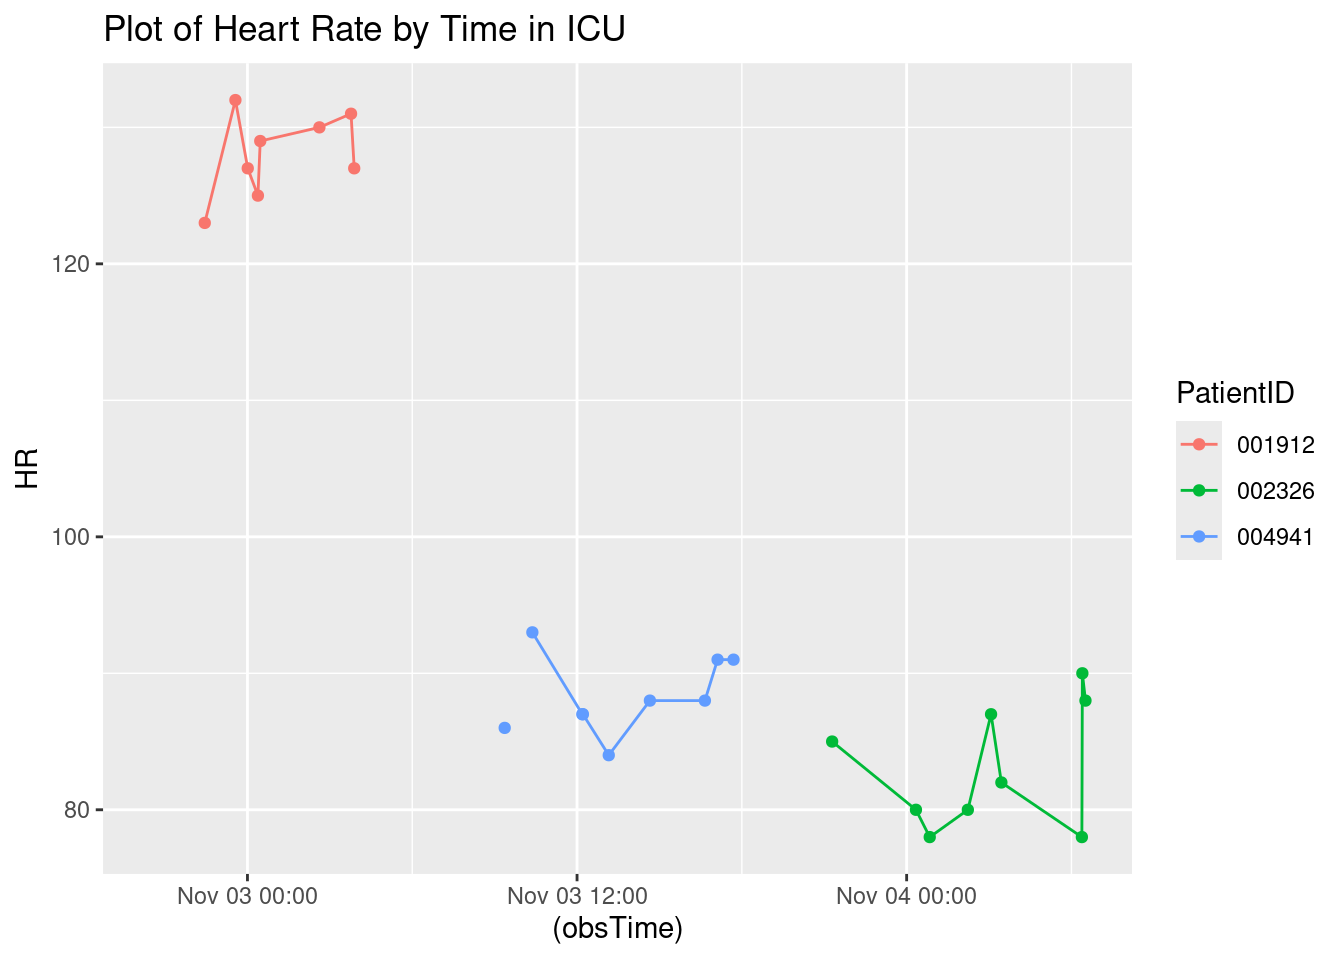 Plot of Heart Rate by Time in ICU
HR
120
100
80
Nov 03 00:00
Nov 03 12:00
Nov 04 00:00
(obsTime)
PatientID
001912
002326
004941